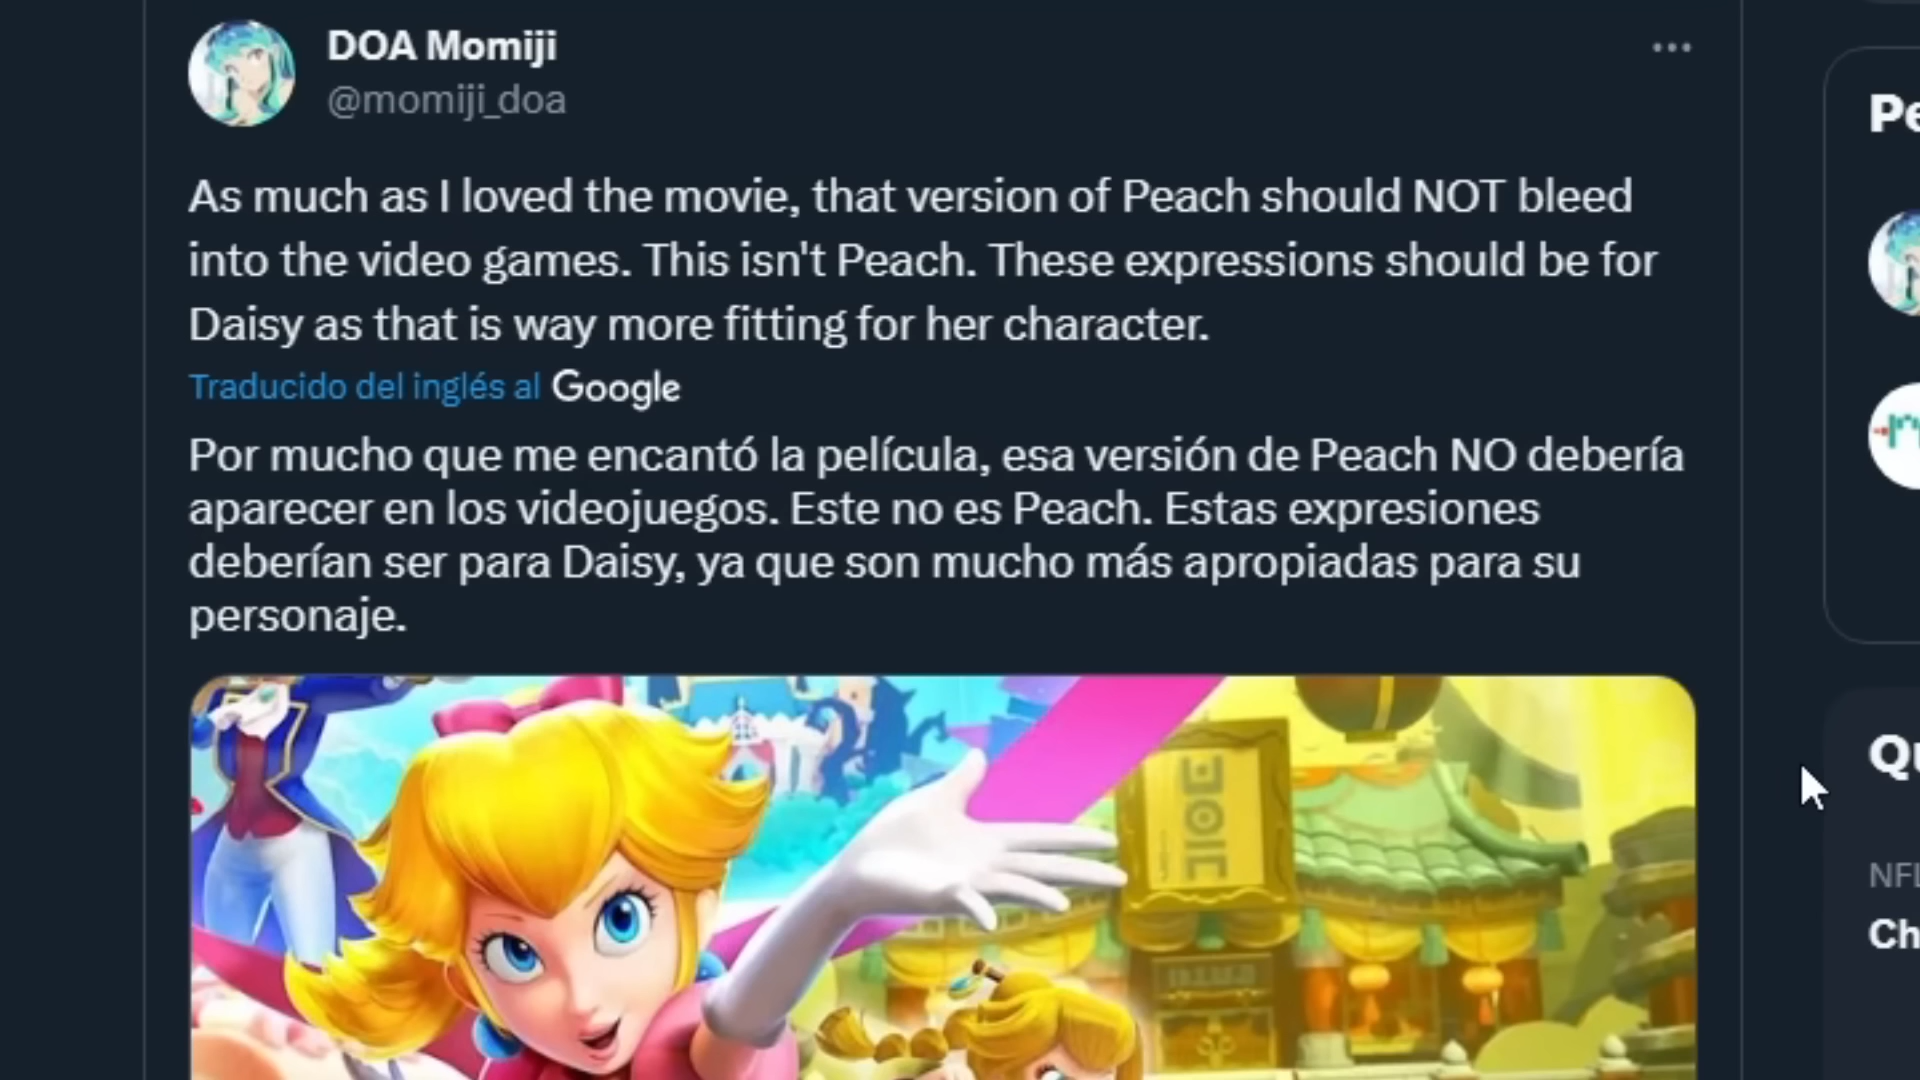 DOA Momiji
@momiji_doa
As much as I loved the movie, that version of Peach should NOT bleed
into the video games. This isn't Peach. These expressions should be for
Daisy as that is way more fitting for her character.
Traducido del inglés al Google
Por mucho que me encantó la película, esa versión de Peach NO debería
aparecer en los videojuegos. Este no es Peach. Estas expresiones
deberían ser para Daisy, ya que son mucho más apropiadas para su
personaje.
Pe
Qu
NFL
Ch